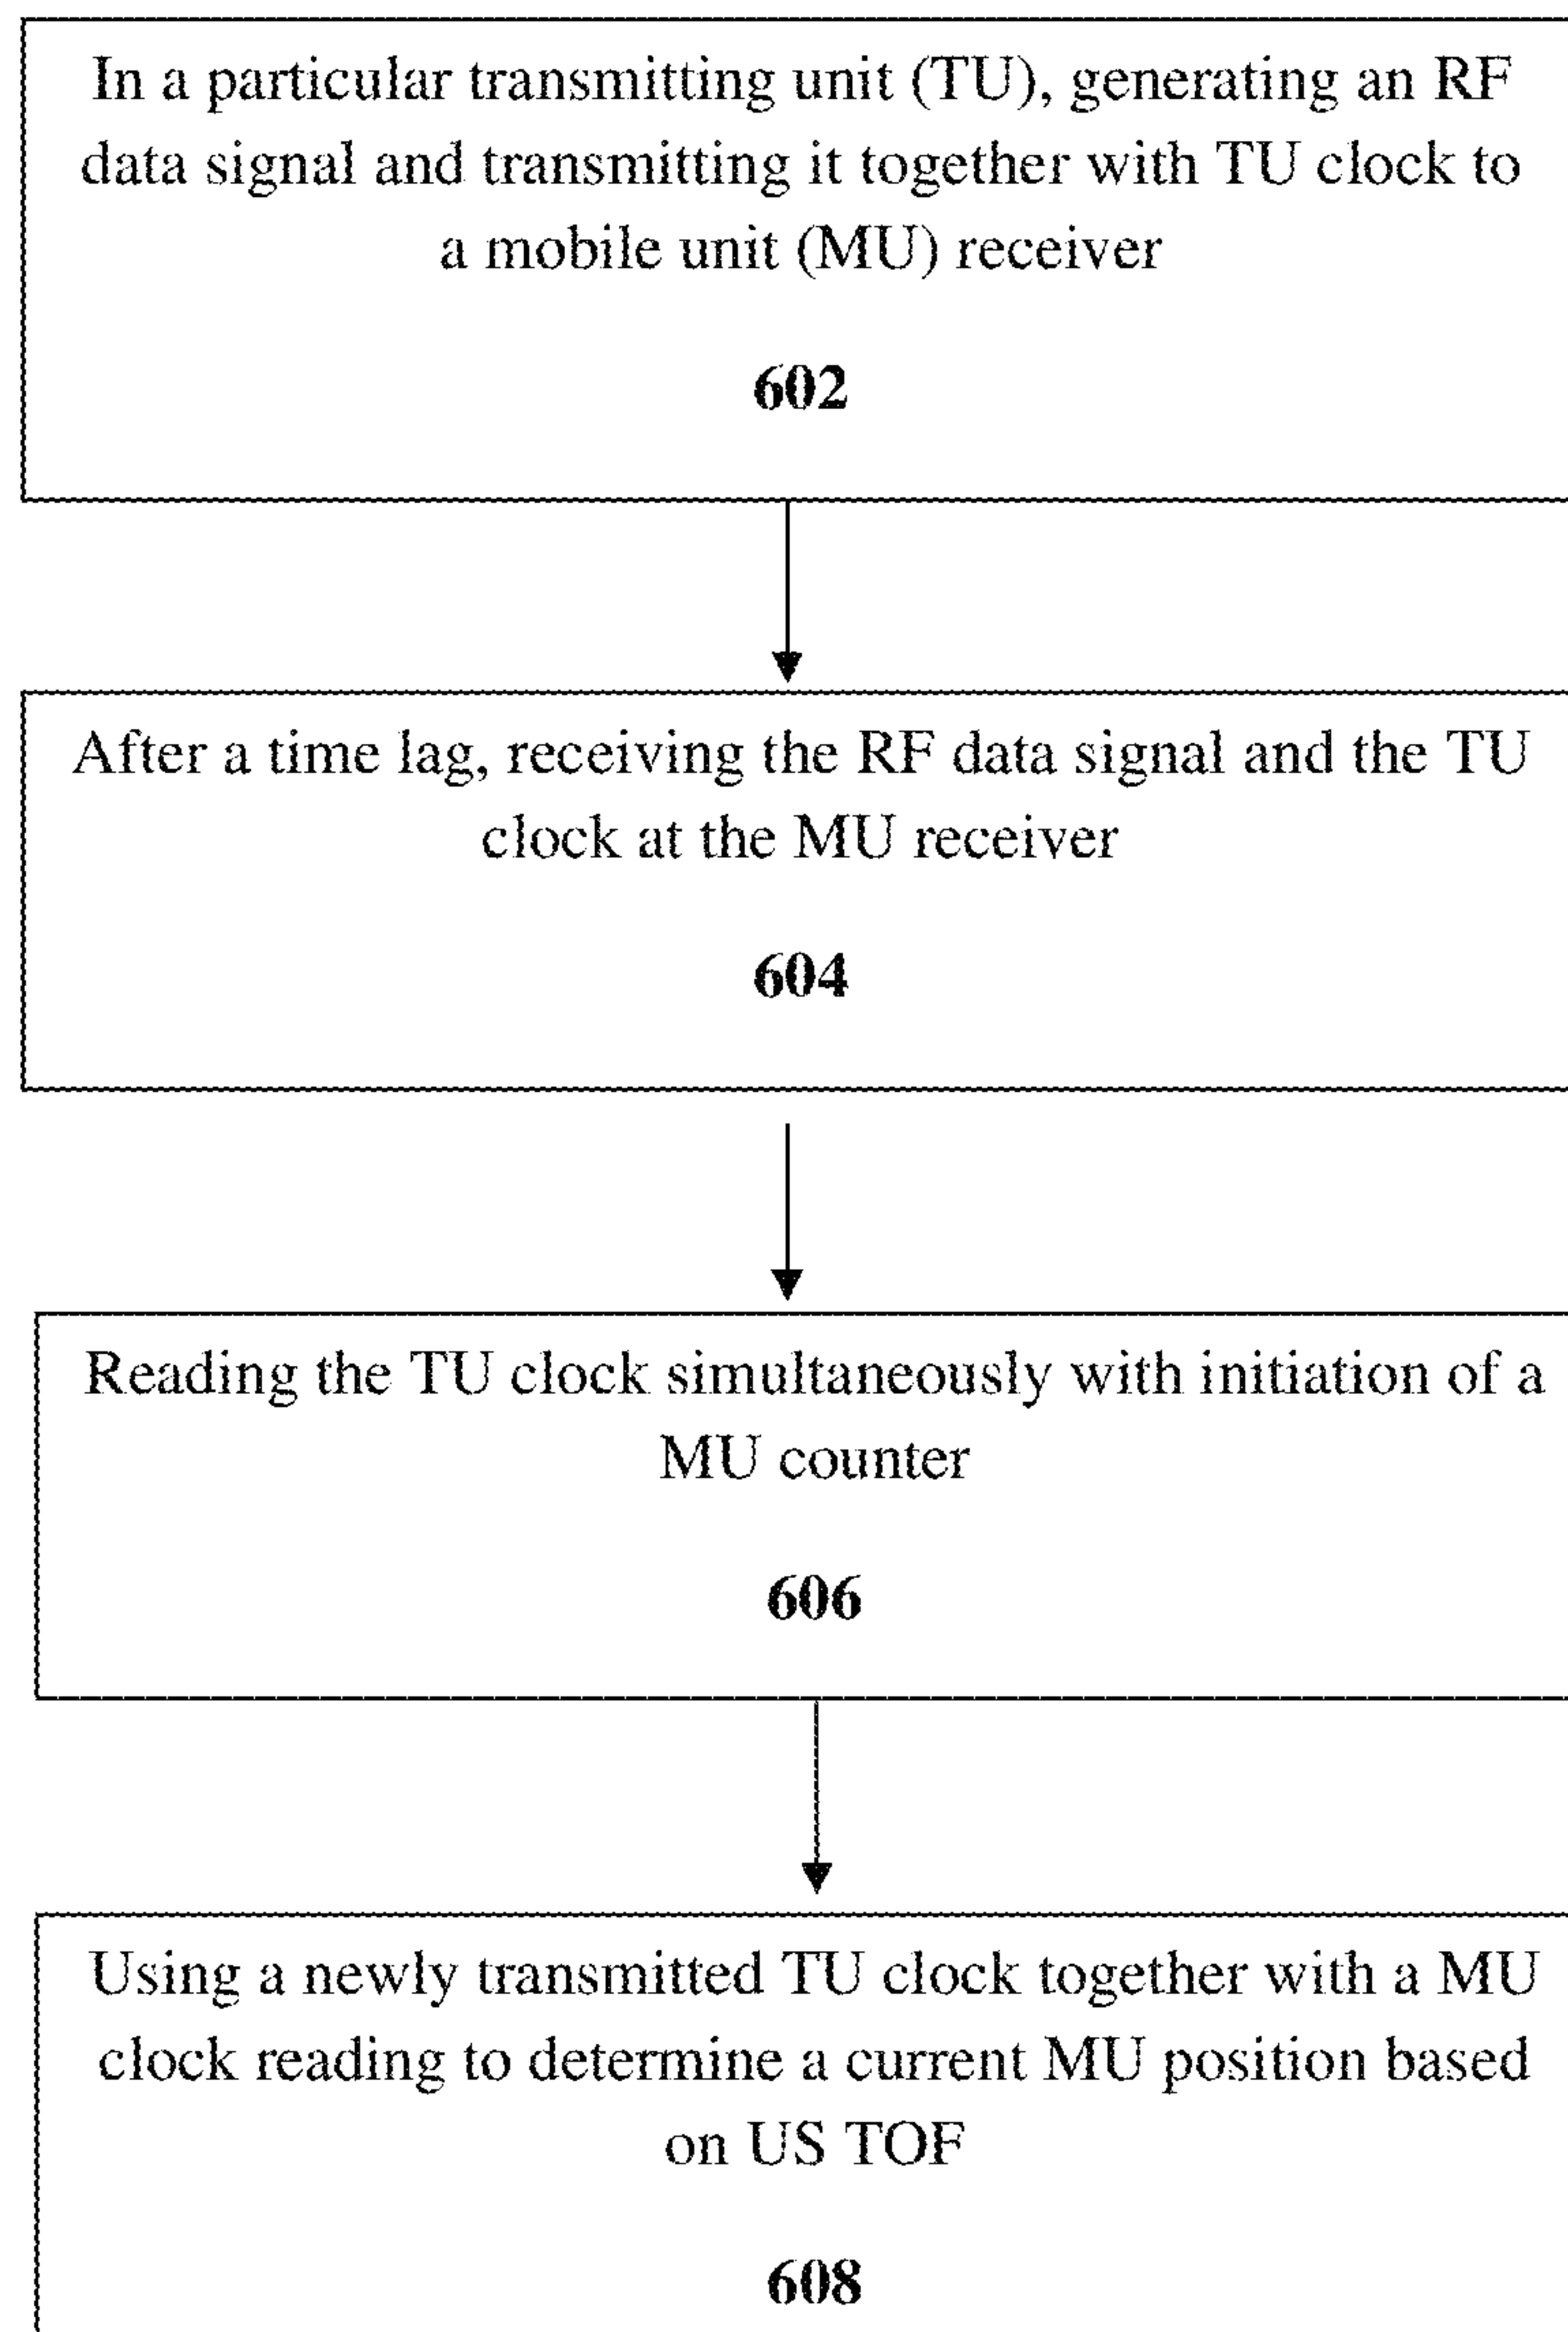 In a particular transmitting unit (TU), generating an RF
data signal and transmitting it together with TU clock to
a mobile unit (MU) receiver
602
After a time lag, receiving the RF data signal and the TU
clock at the MU receiver
604
Reading the TU clock simultaneously with initiation of a
MU counter
606
Using a newly transmitted TU clock together with a MU
clock reading to determine a current MU position based
on US TOF
608